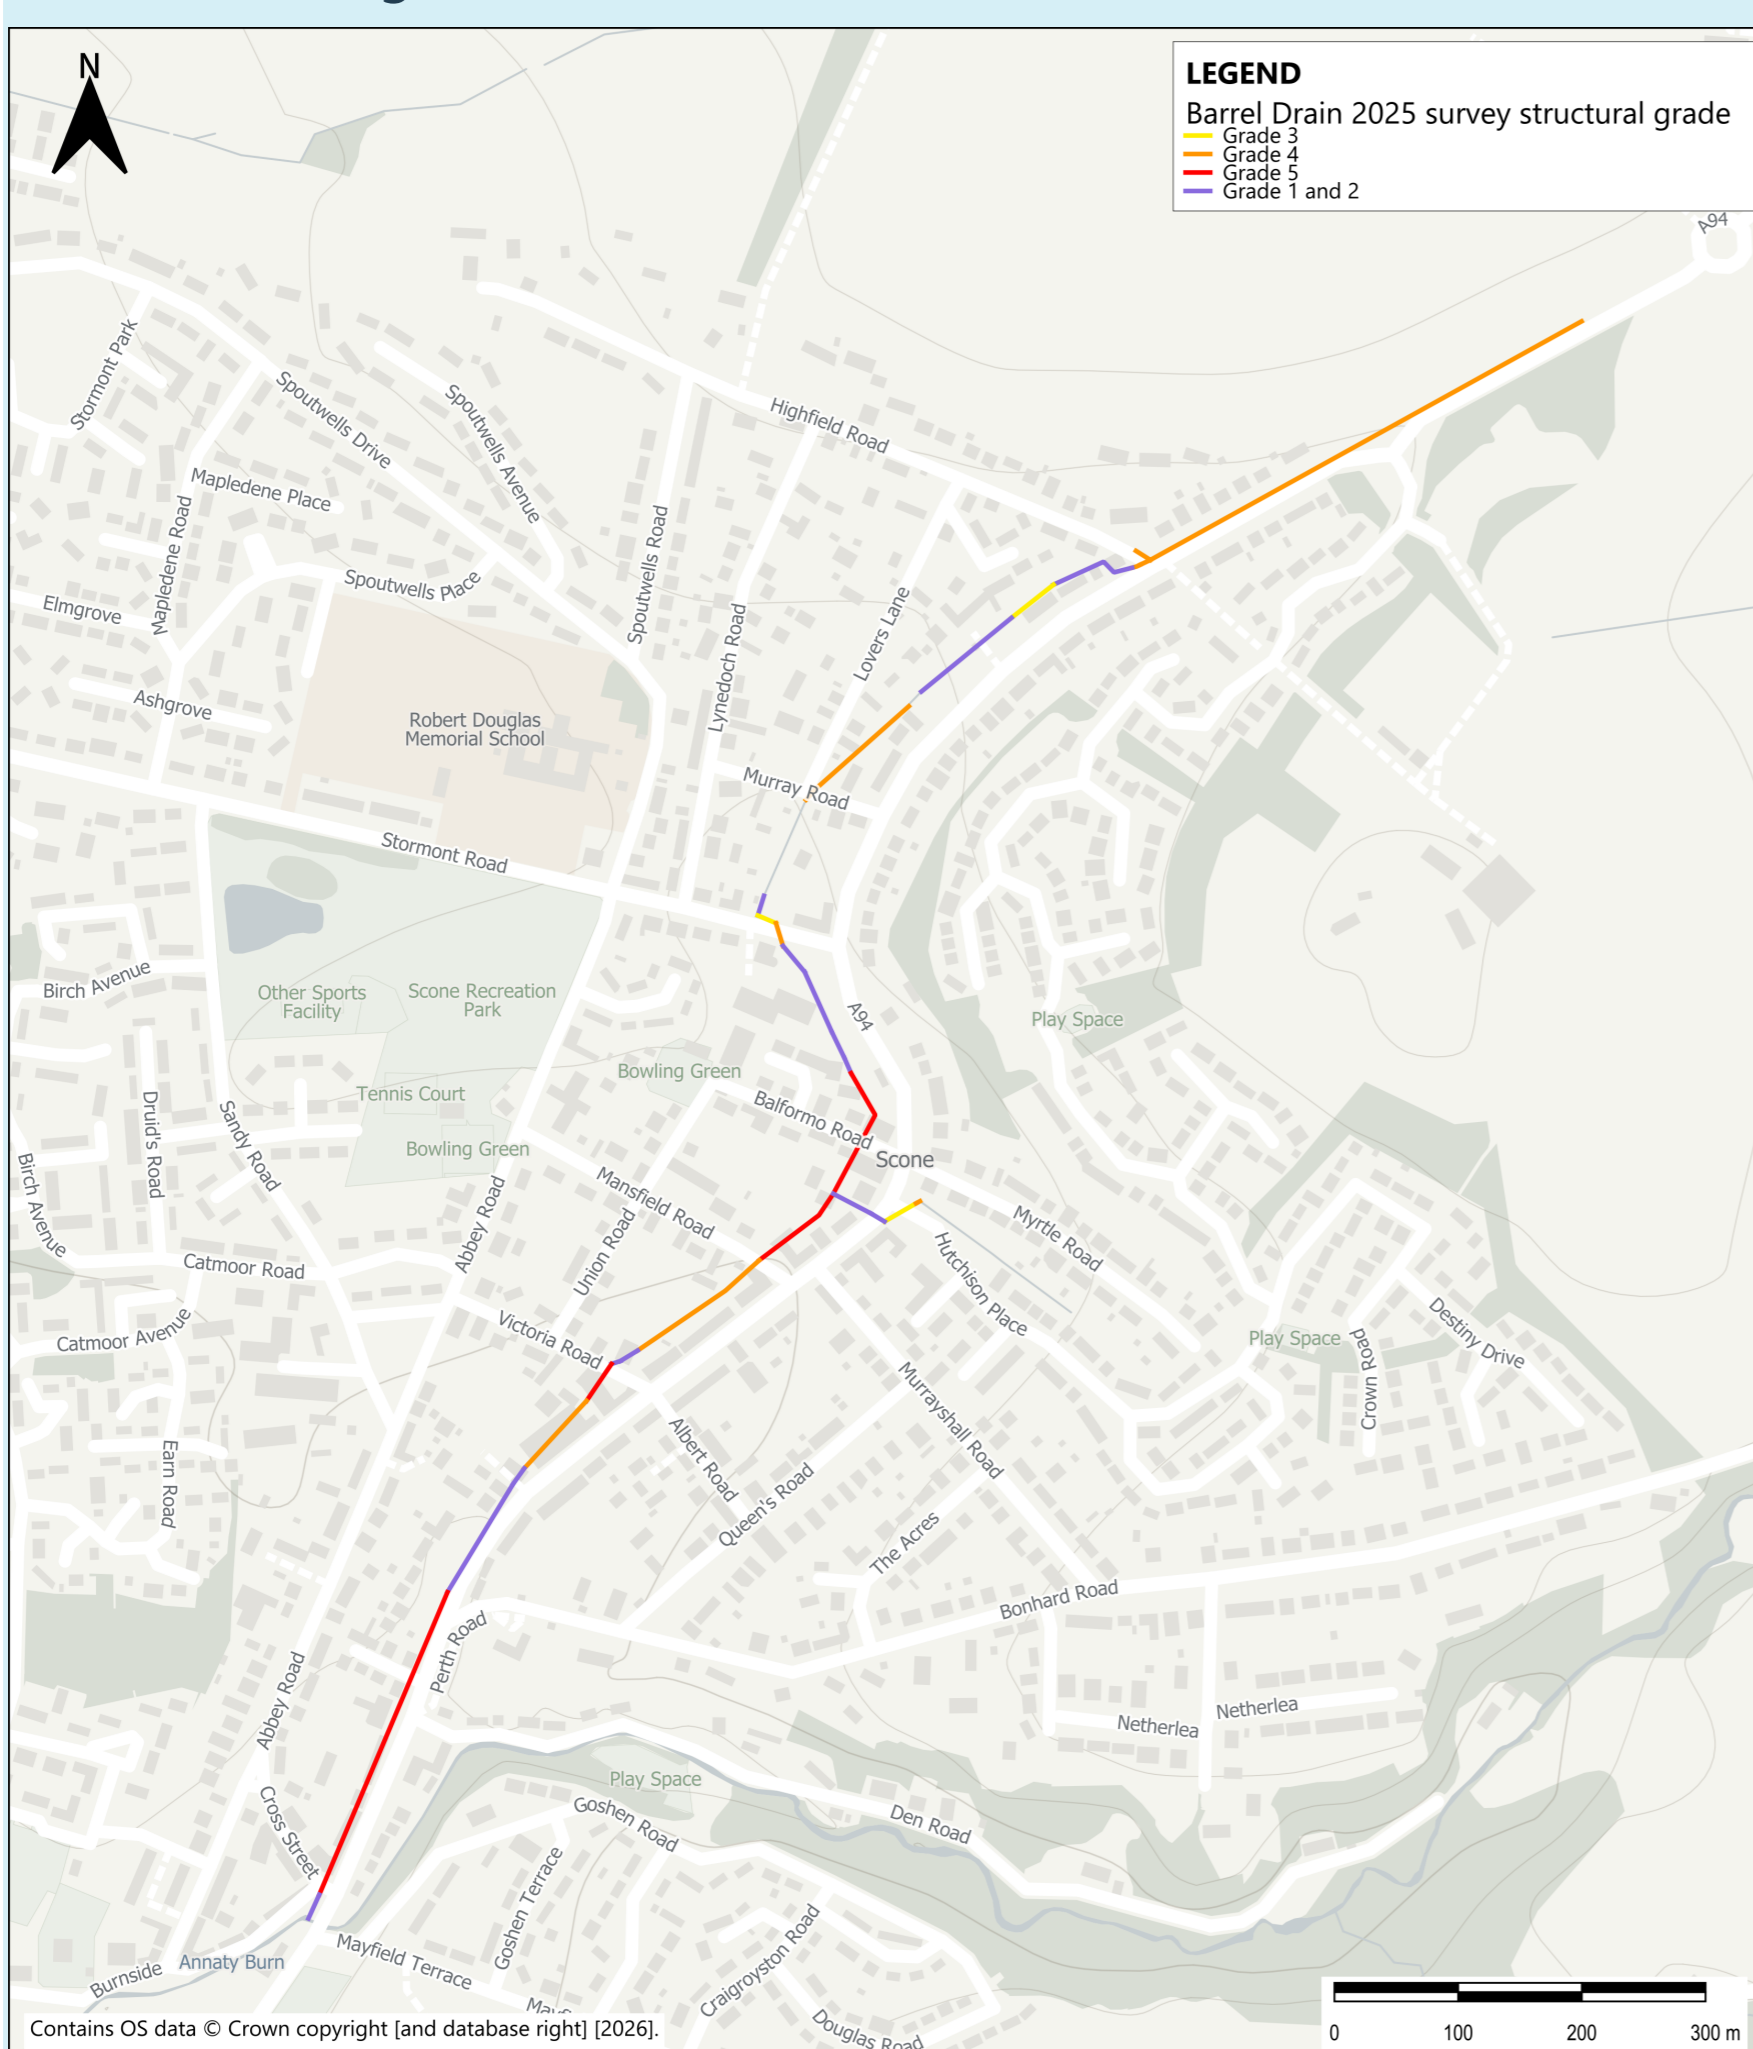 N
LEGEND
Barrel Drain 2025 survey structural grade
Grade 3
Grade 4
Grade 5
Grade 1 and 2
A94
Stormont Park
Spoutwells Drive
Spoutwells Avenue
Highfield Road
Mapledene Place
Mapledene Road
Spoutwells Road
Spoutwells Place
Elmgrove
Lovers Lane
Lynedoch Road
Ashgrove
Robert Douglas
Memorial School
Murray Road
Stormont Road
Birch Avenue
Other Sports
Facility
Scone Recreation
Park
A94
Play Space
Bowling Green
Tennis Court
Balformo Road
Druid's Road
Sandy Road
Bowling Green
Scone
Birch Avenue
Mansfield Road
Abbey Road
Union Road
Myrtle Road
Hutchison Place
Catmoor Road
Catmoor Avenue
Victoria Road
Play Space
Crown Road
Destiny Drive
Murrayshall Road
Albert Road
Earn Road
Queen's Road
The Acres
Bonhard Road
Perth Road
Abbey Road
Netherlea
Netherlea
Play Space
Cross Street
Goshen Road
Den Road
Goshen Terrace
Craigroyston Road
Mayfield Terrace
Annaty Burn
Burnside
Mayf
Douglas Road
Contains OS data © Crown copyright [and database right] [2026].
0 100 200 300 m